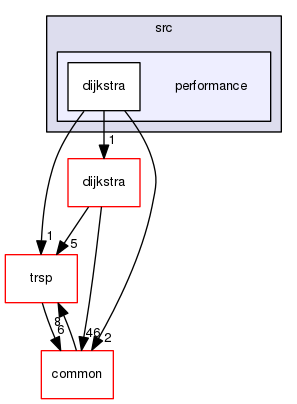 src
dijkstra
performance
1
dijkstra
1
5
trsp
8
6
46
2
common